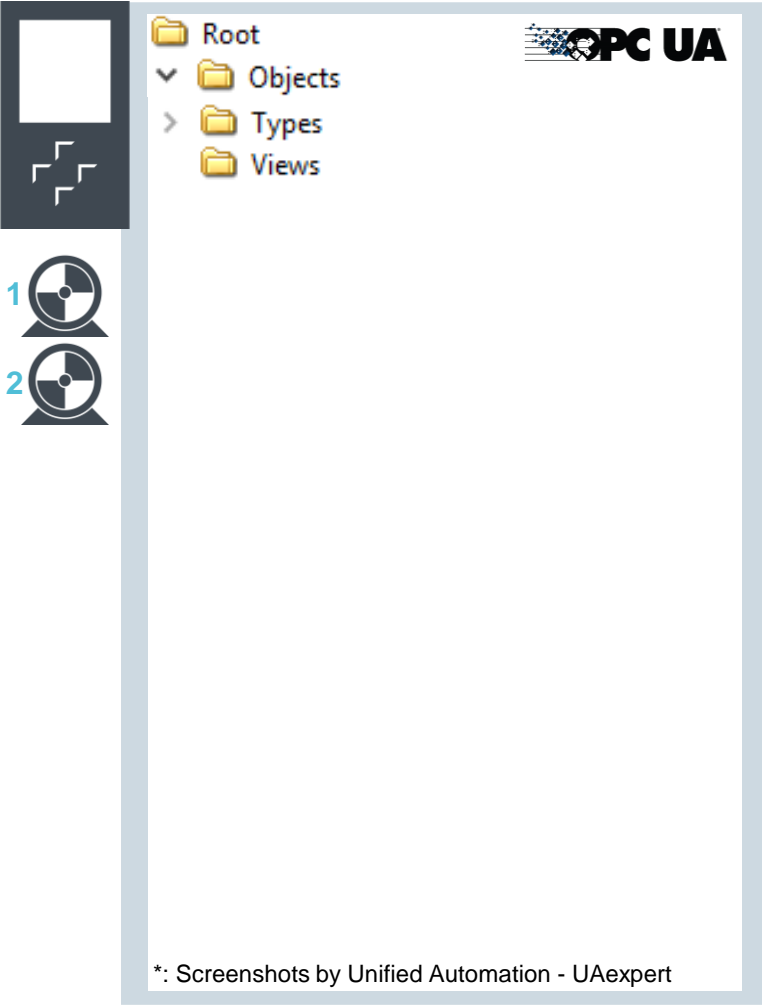 Root
OPC UA
Objects
Types
Views
1
2
*: Screenshots by Unified Automation - UAexpert